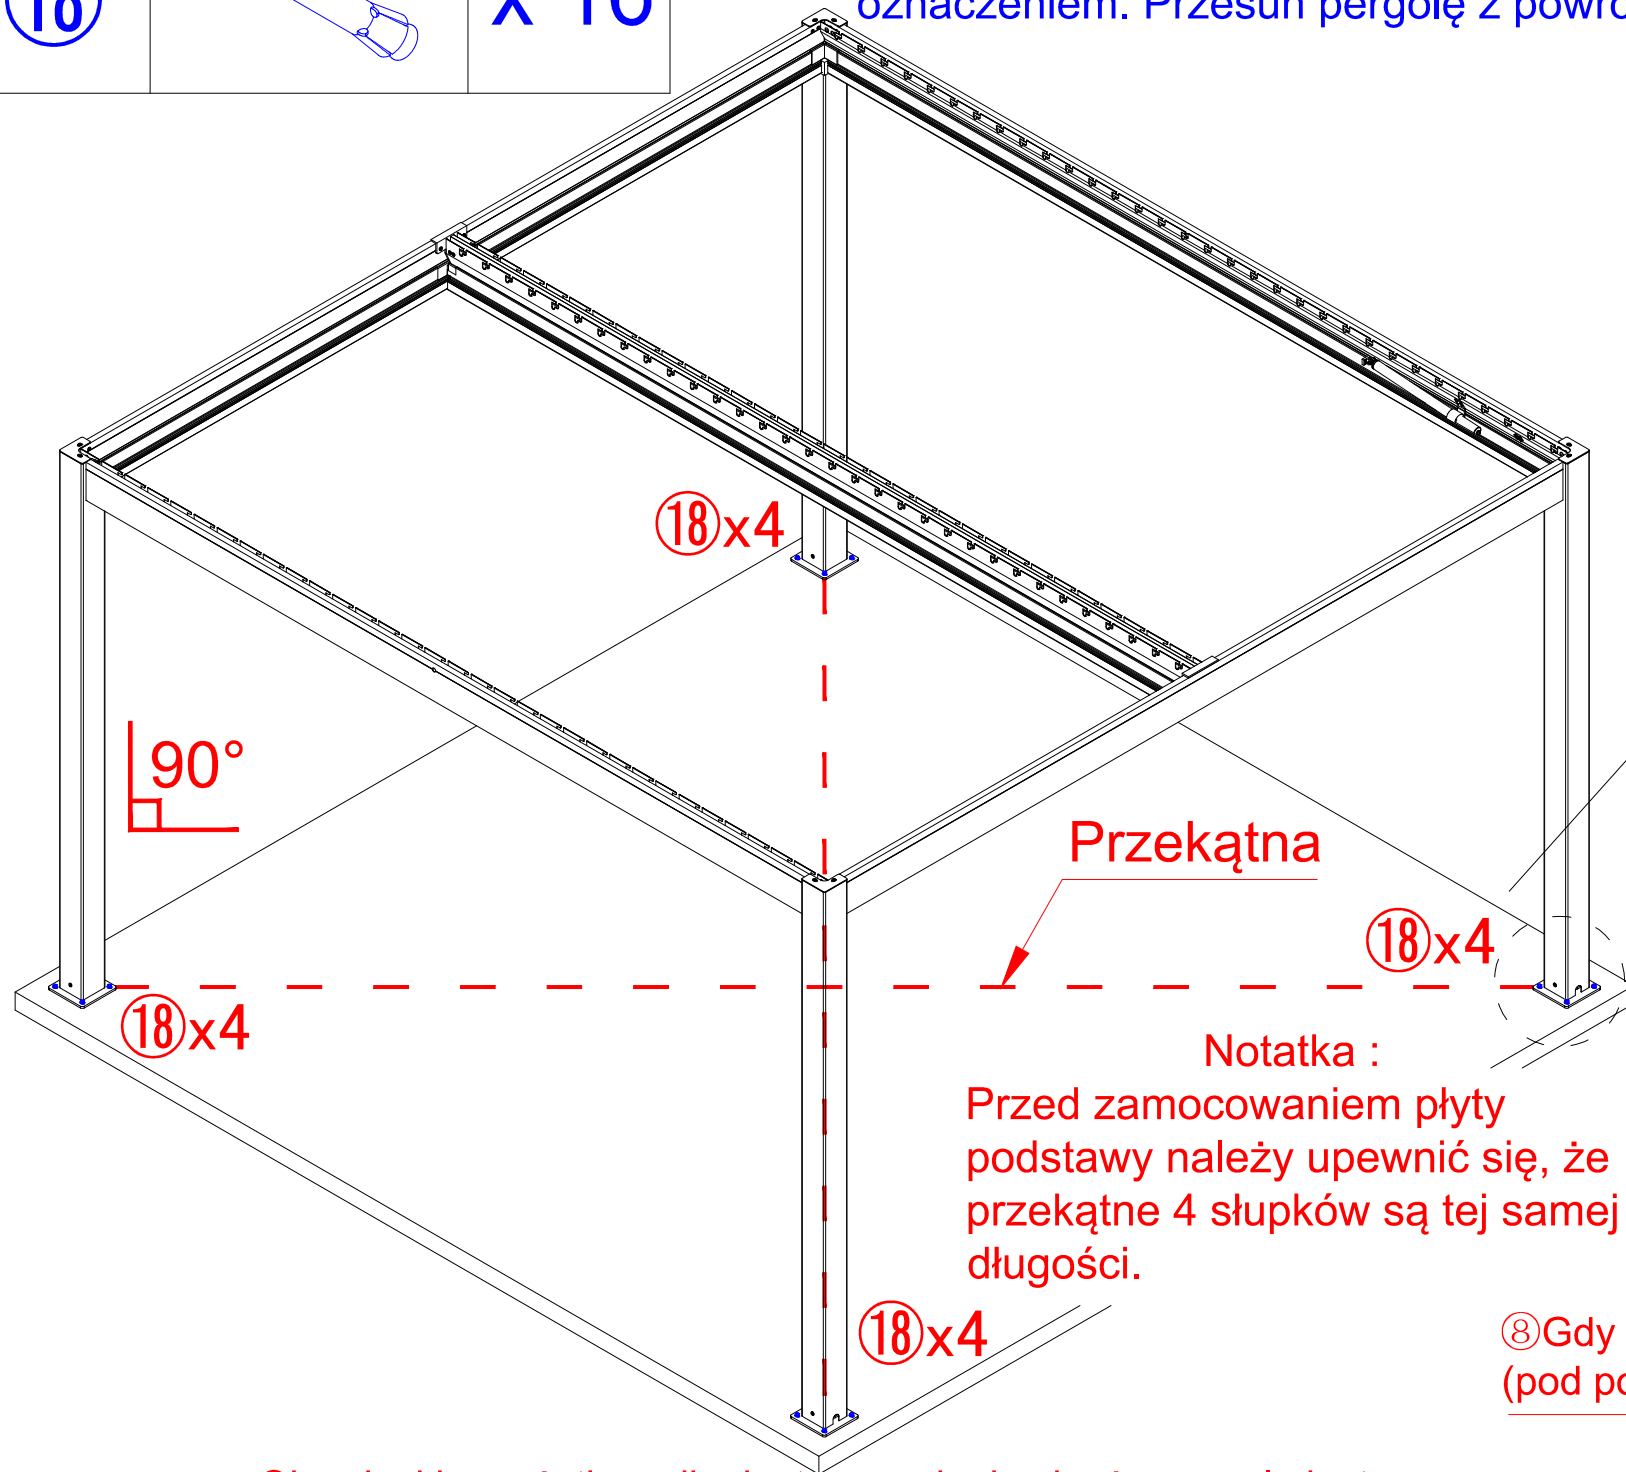 x 16
oznaczeniem. Przesuń pergolę z powro
⑱x4
90°
Przekątna
⑱x4
⑱x4
Notatka :
Przed zamocowaniem płyty
podstawy należy upewnić się, że
przekątne 4 słupków są tej samej
długości.
⑱x4
⑧Gdy
(pod po